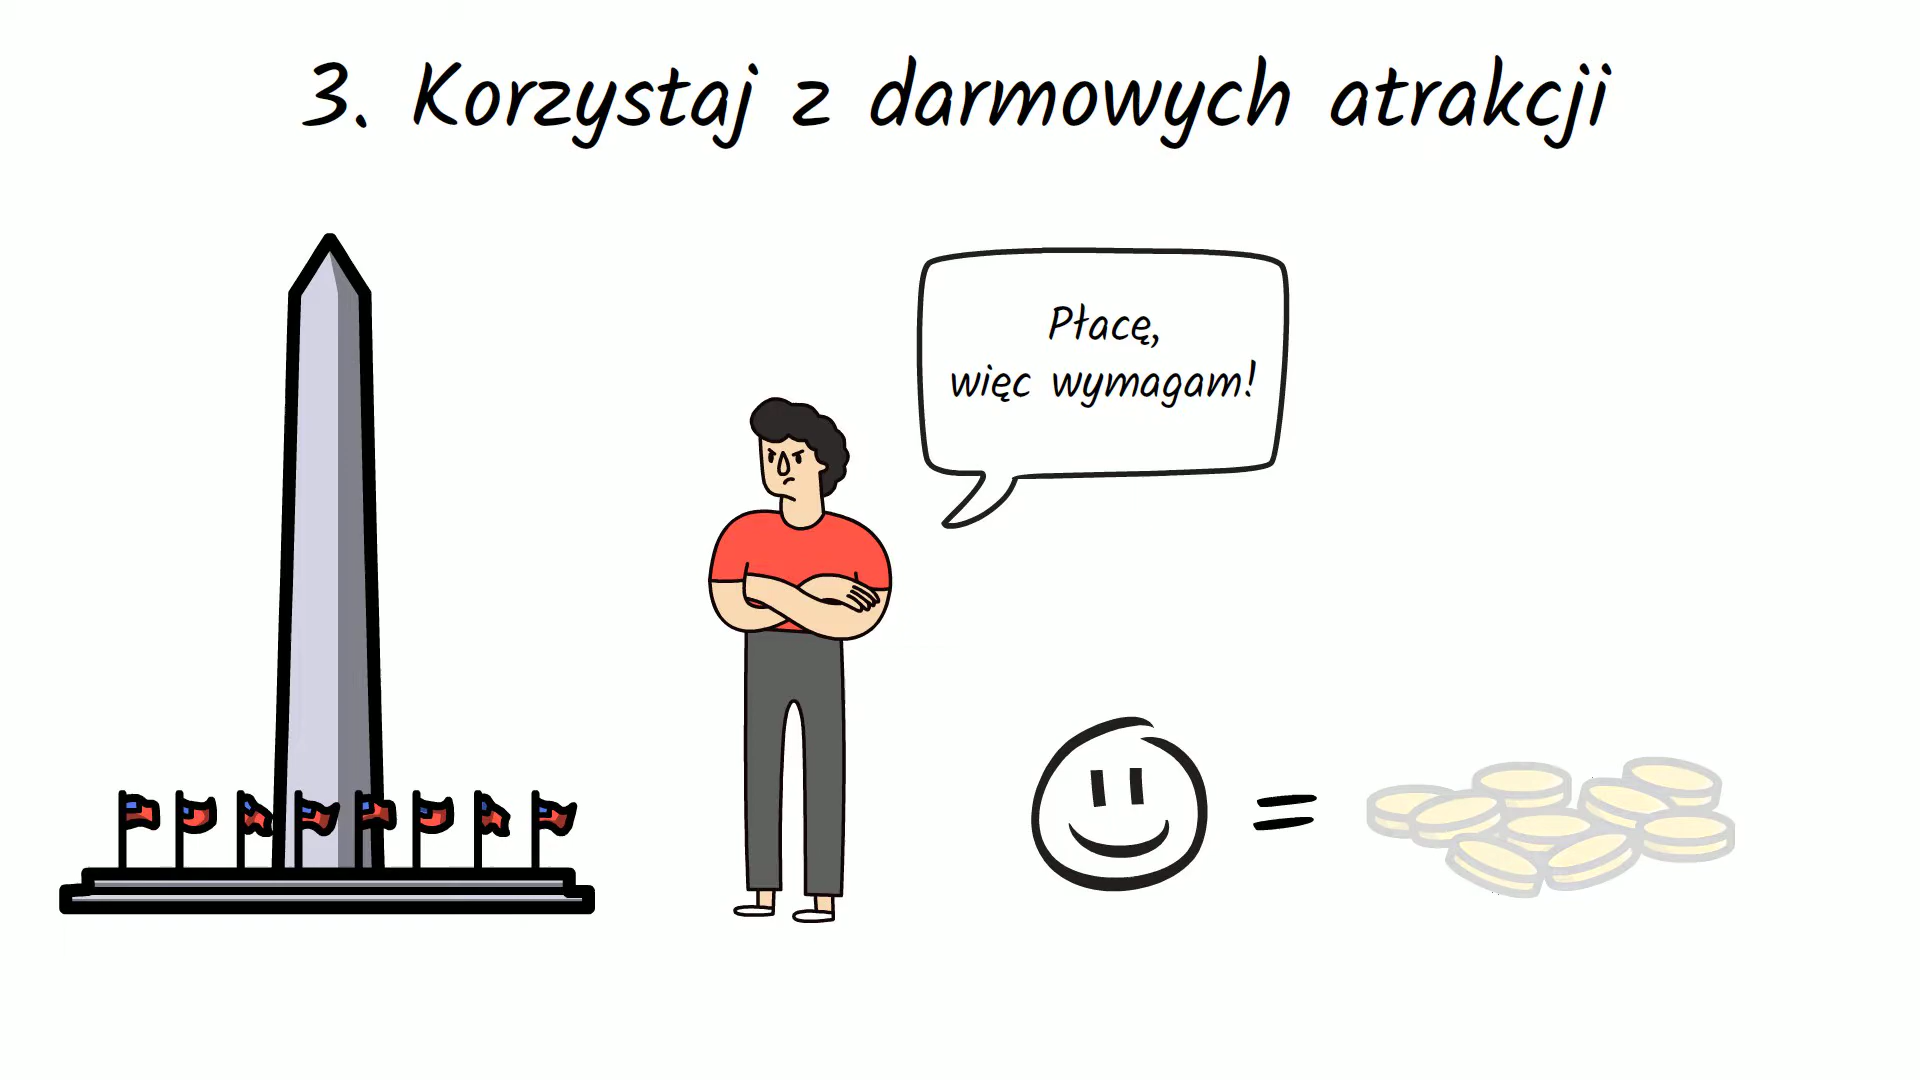 3. Korzystaj z darmowych atrakcji
Płacę,
więc wymagam!
=